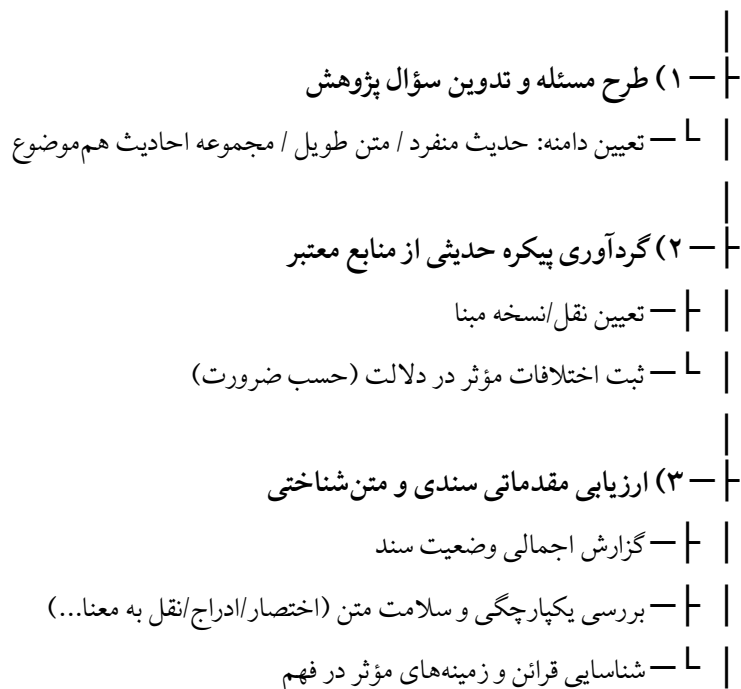 ۱) طرح مسئله و تدوین سؤال پژوهش
تعیین دامنه: حدیث منفرد / متن طویل / مجموعه احادیث هم‌موضوع
۲) گردآوری پیکره حدیثی از منابع معتبر
تعیین نقل/نسخه مبنا
ثبت اختلافات مؤثر در دلالت (حسب ضرورت)
۳) ارزیابی مقدماتی سندی و متن‌شناختی
گزارش اجمالی وضعیت سند
بررسی یکپارچگی و سلامت متن (اختصار/ادراج/نقل به معنا...)
شناسایی قرائن و زمینه‌های مؤثر در فهم